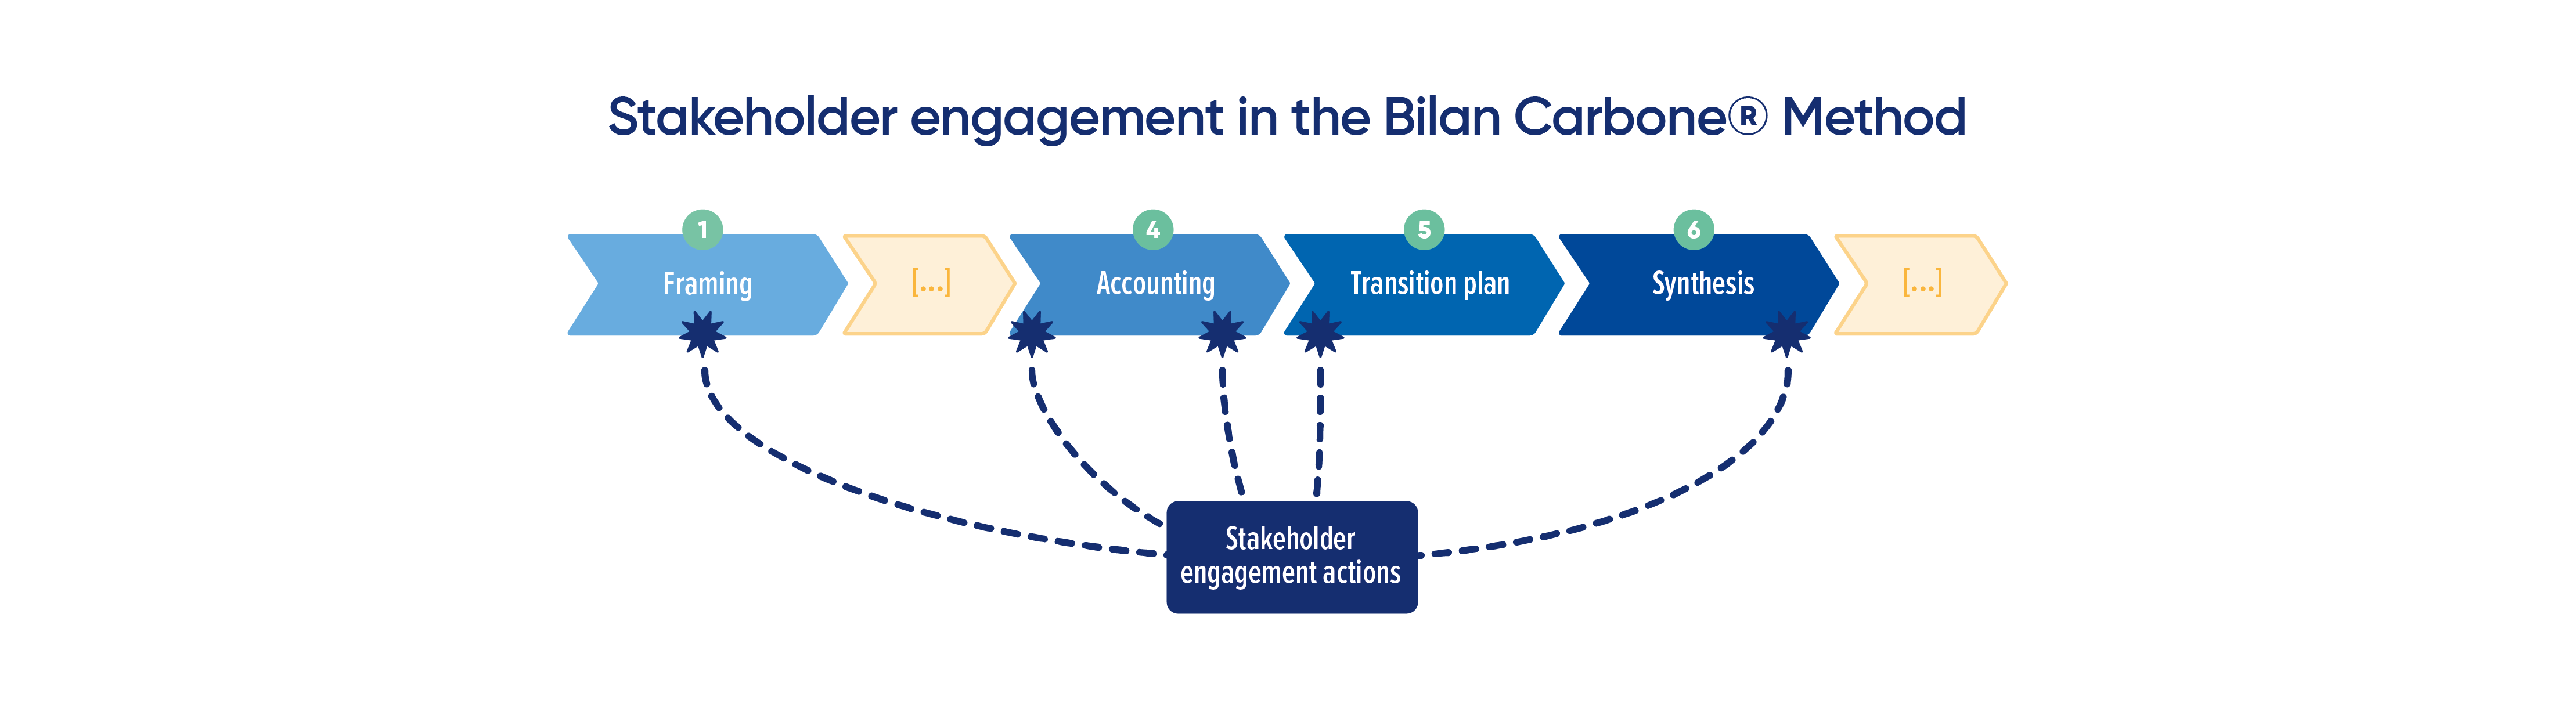 Stakeholder engagement in the Bilan Carbone® Method
1
4
5
6
Framing
[...]
Accounting
Transition plan
Synthesis
[...]
Stakeholder
engagement actions